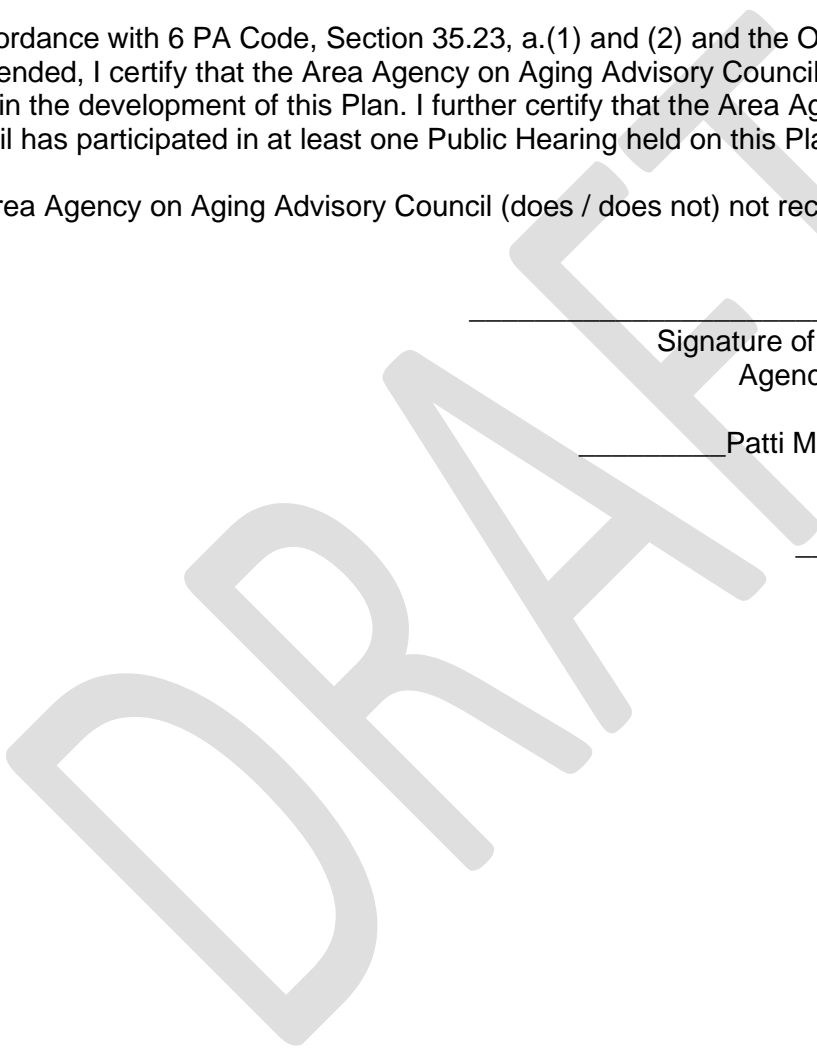 ordance with 6 PA Code, Section 35.23, a.(1) and (2) and the O
ended, I certify that the Area Agency on Aging Advisory Council
in the development of this Plan. I further certify that the Area Ag
il has participated in at least one Public Hearing held on this Pla
rea Agency on Aging Advisory Council (does / does not) not rec
Signature of
Agenc
_________Patti M
DRAFT